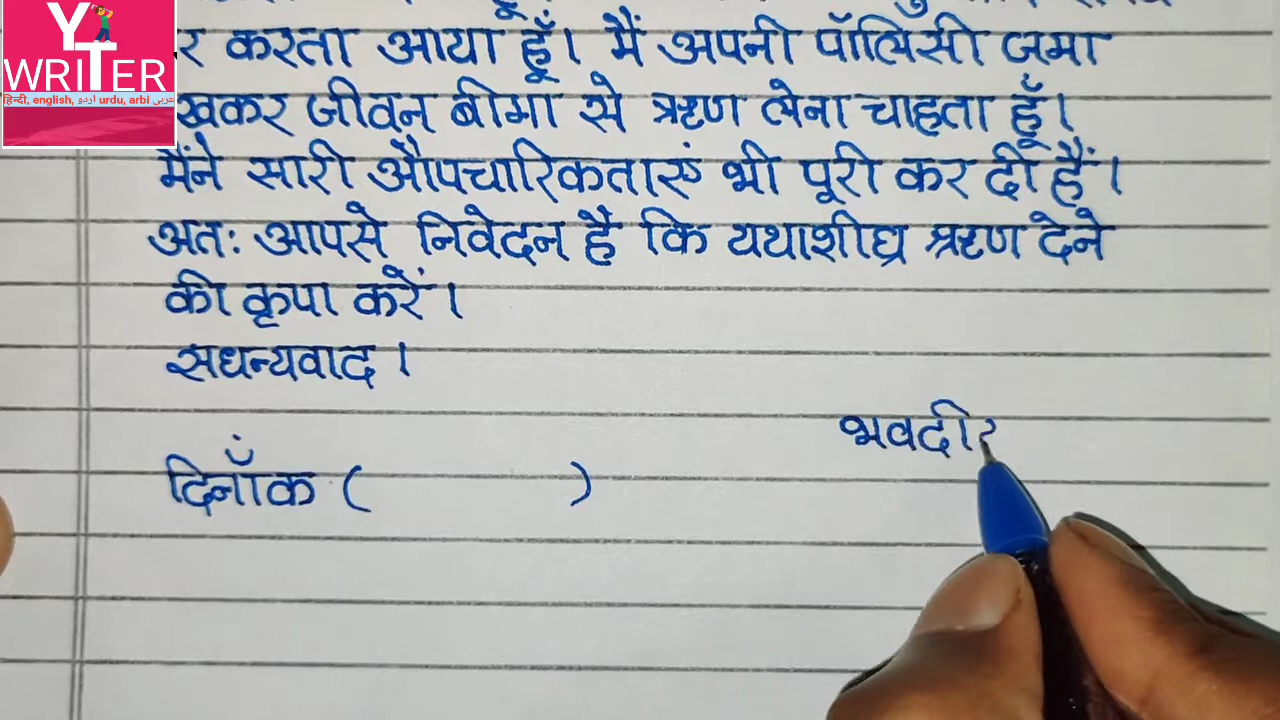 YT
WRITER
हिन्दी, english, اردو urdu, arbi عربی
र करता आया हूँ। मैं अपनी पॉलिसी जमा
खकर जीवन बीमा से ऋण लेना चाहता हूँ।
मैंने सारी औपचारिकताएं भी पूरी कर दी हैं।
अतः आपसे निवेदन है कि यथाशीघ्र ऋण देने
की कृपा करें।
सधन्यवाद।
भवदीर
दिनाँक ( )